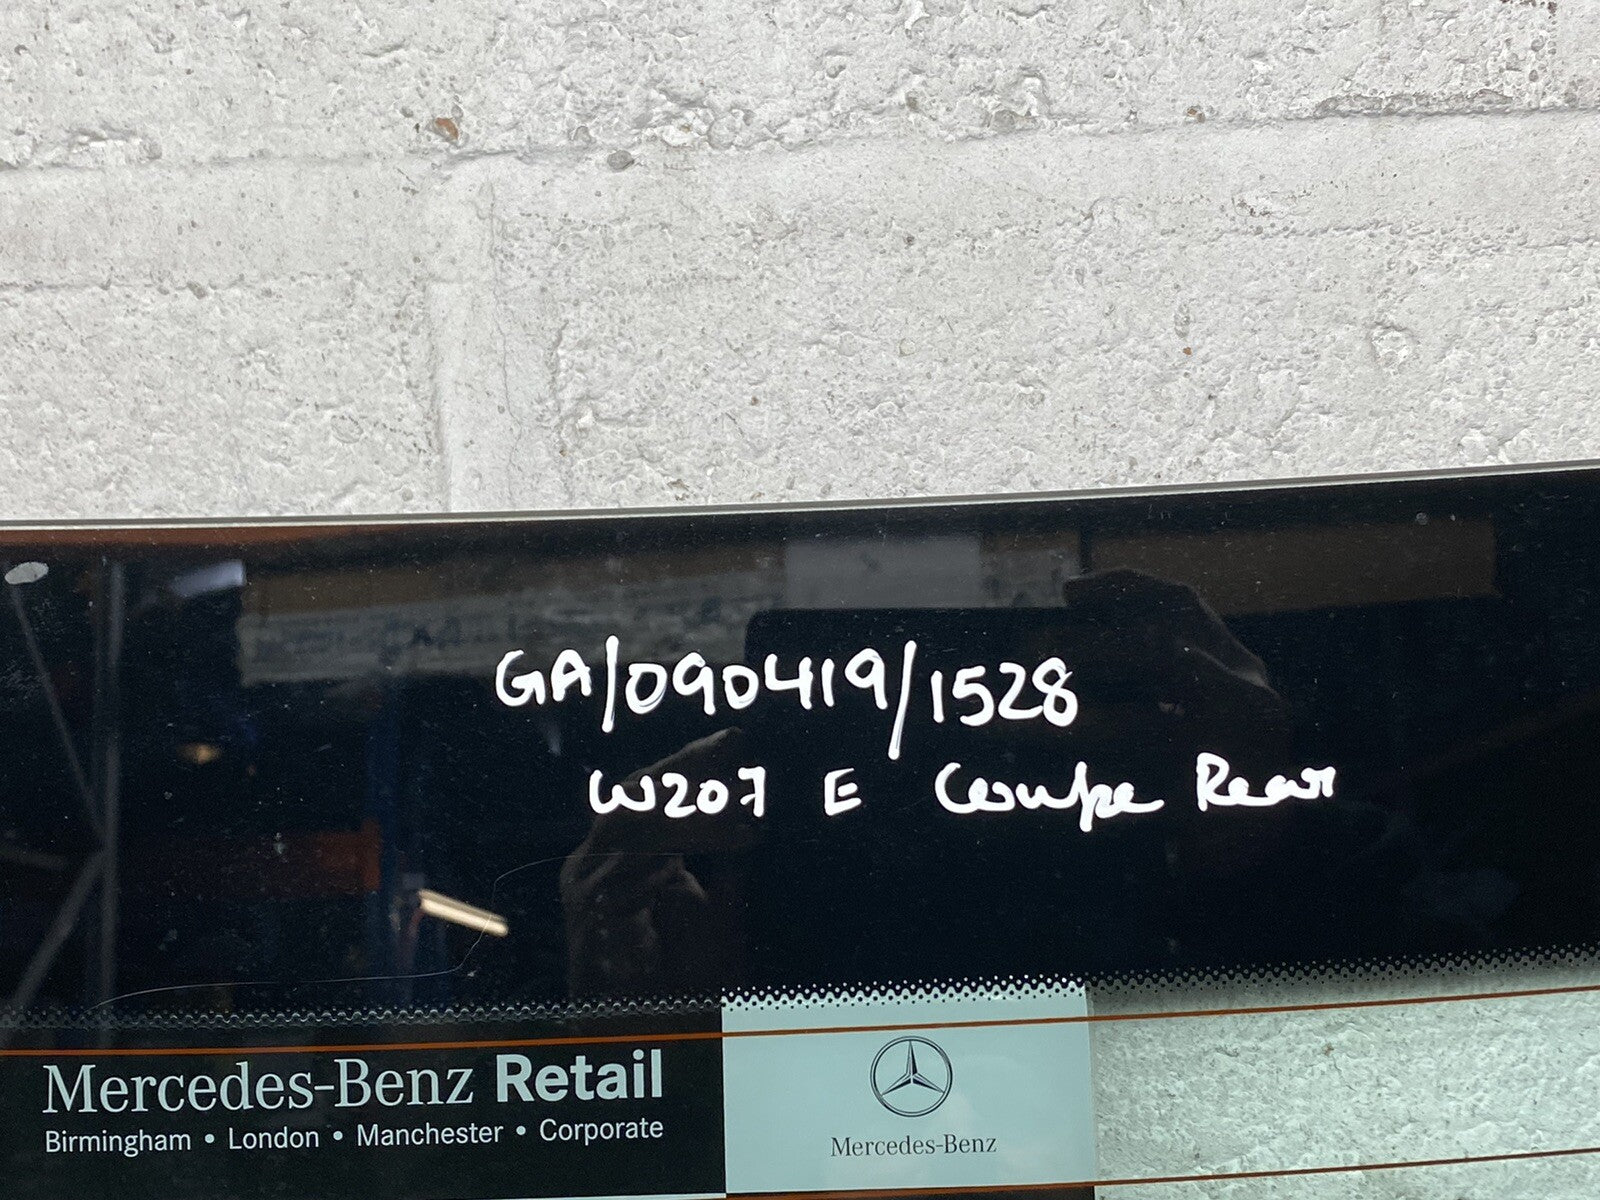 GA/090419/1528
W207 E Coupe Rear
Mercedes-Benz Retail
Birmingham • London • Manchester • Corporate
Mercedes-Benz